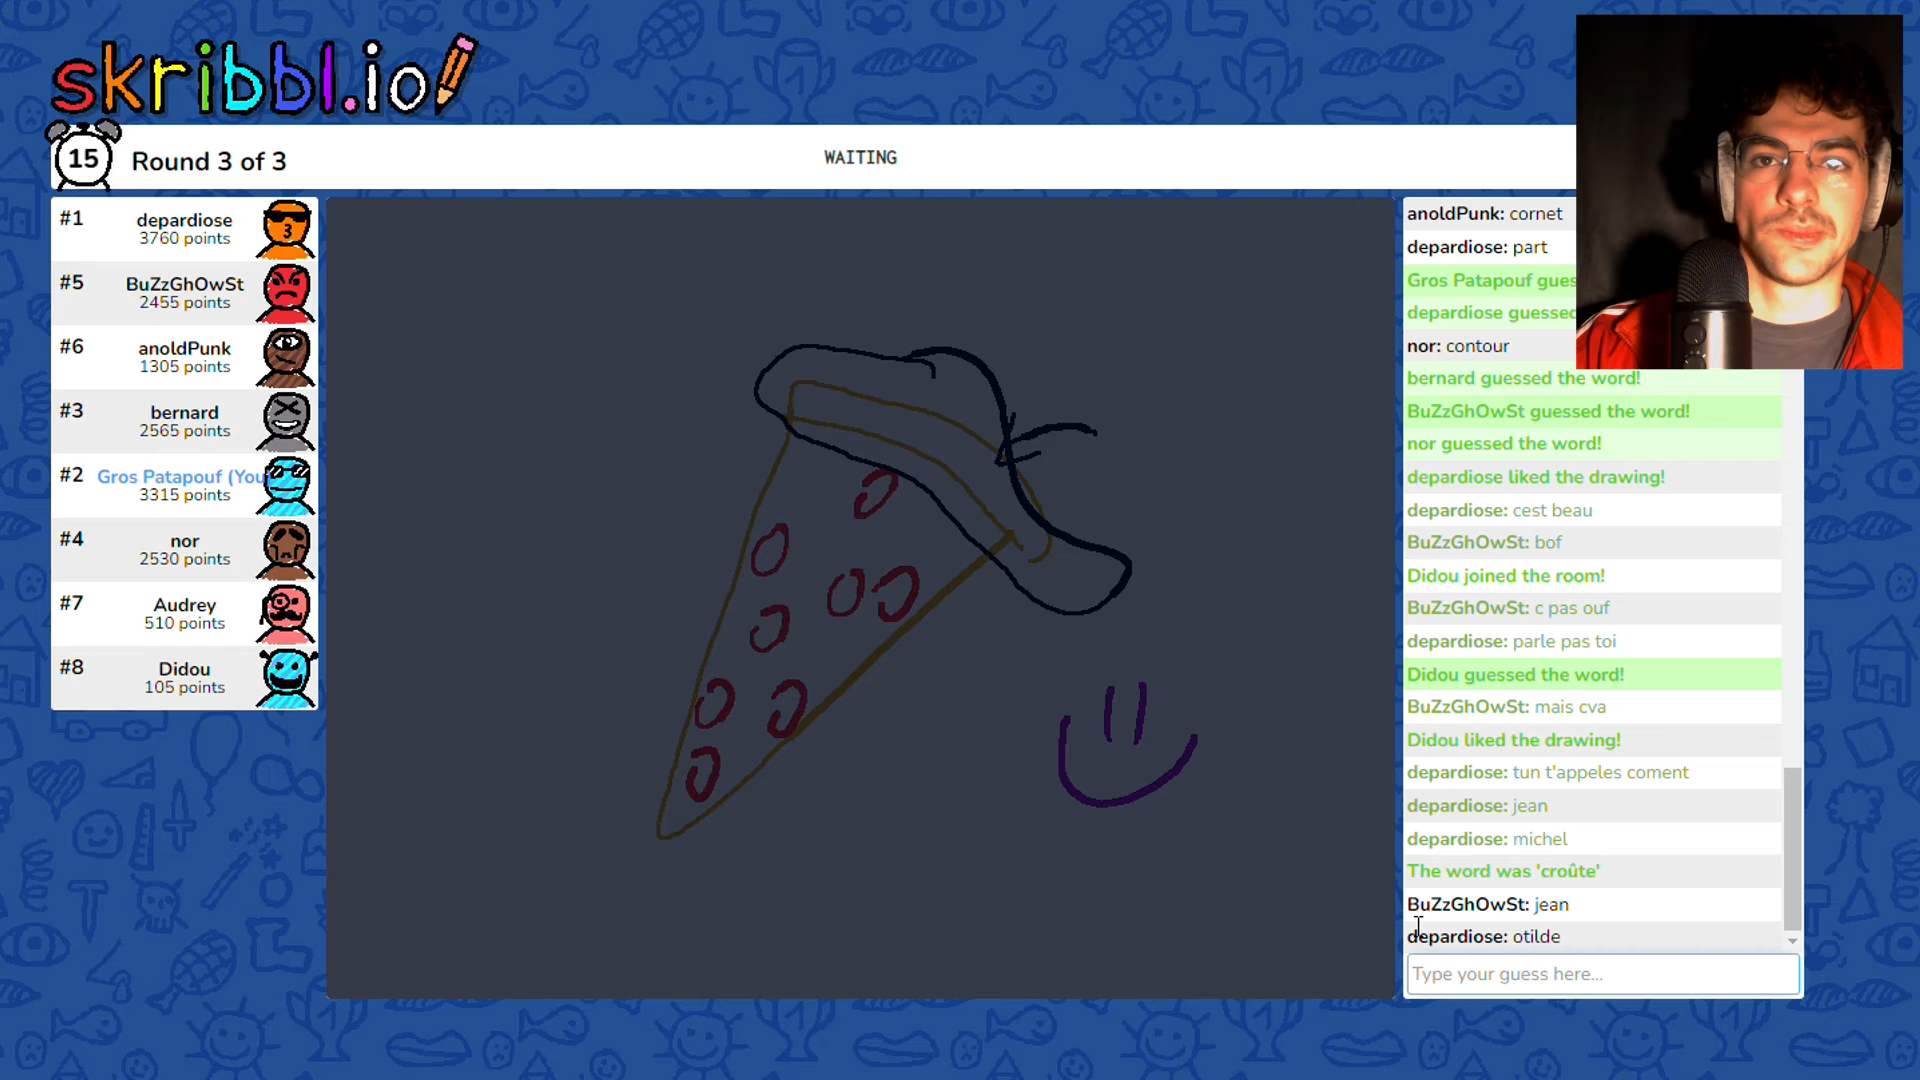 skribbl.io
15
Round 3 of 3
WAITING
#1
depardiose
3760 points
#5
BuZzGhOwSt
2455 points
#6
anoldPunk
1305 points
#3
bernard
2565 points
#2
Gros Patapouf (You
3315 points
#4
nor
2530 points
#7
Audrey
510 points
#8
Didou
105 points
anoldPunk: cornet
depardiose: part
Gros Patapouf gues
depardiose guessed
nor: contour
bernard guessed the word!
BuZzGhOwSt guessed the word!
nor guessed the word!
depardiose liked the drawing!
depardiose: cest beau
BuZzGhOwSt: bof
Didou joined the room!
BuZzGhOwSt: c pas ouf
depardiose: parle pas toi
Didou guessed the word!
BuZzGhOwSt: mais cva
Didou liked the drawing!
depardiose: tun t'appeles coment
depardiose: jean
depardiose: michel
The word was 'croûte'
BuZzGhOwSt: jean
depardiose: otilde
Type your guess here...